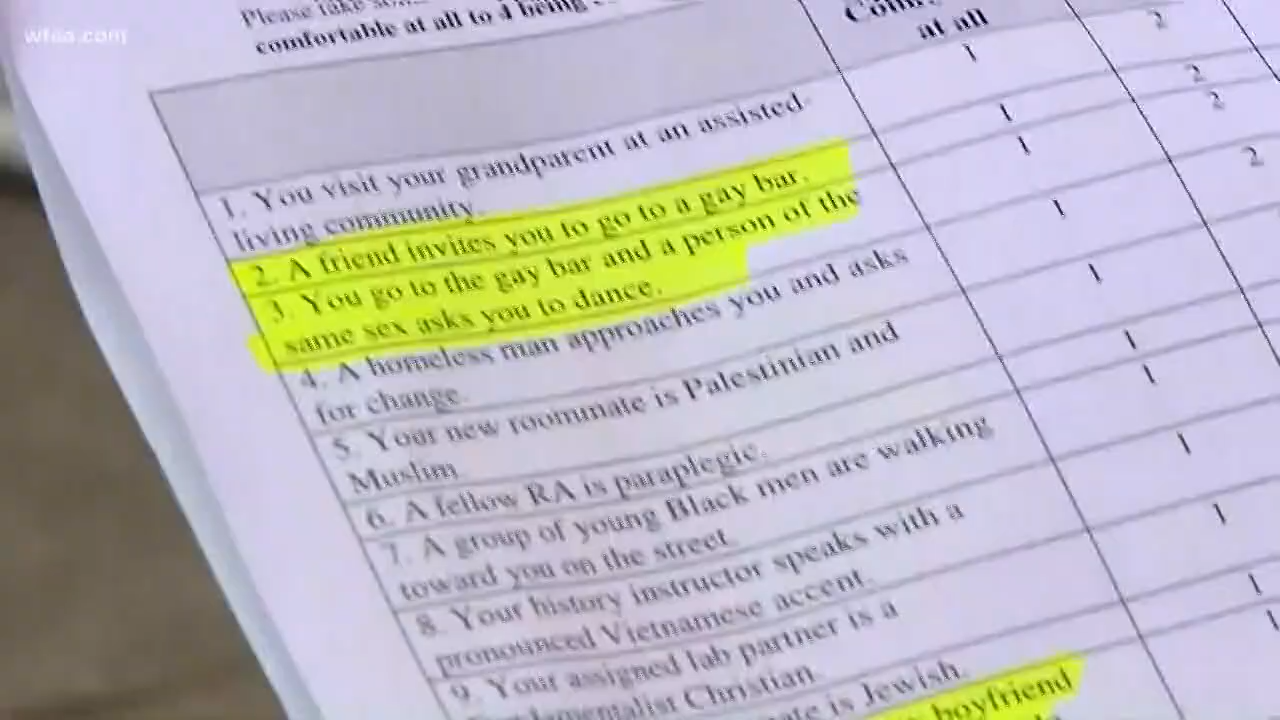 wfaa.com
Please take
comfortable at all to 4 being
at all
1 2
1. You visit your grandparent at an assisted
living community.
2. A friend invites you to go to a gay bar. 1 2
3. You go to the gay bar and a person of the 1 2
same sex asks you to dance.
4. A homeless man approaches you and asks 1 2
for change.
5. Your new roommate is Palestinian and 1
Muslim.
6. A fellow RA is paraplegic. 1
7. A group of young Black men are walking 1
toward you on the street.
8. Your history instructor speaks with a 1
pronounced Vietnamese accent.
9. Your assigned lab partner is a 1
Christian.
is Jewish. 1
boyfriend 1